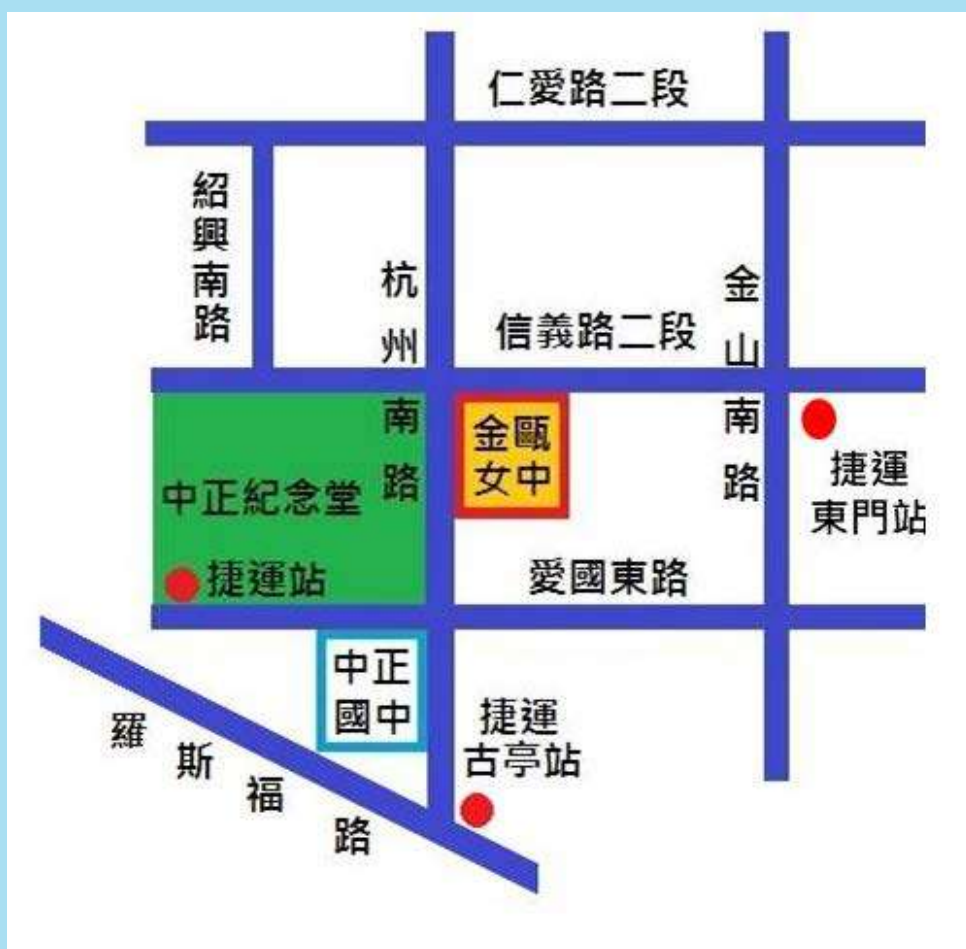 仁愛路二段
紹興南路
杭州南路
金山南路
信義路二段
金甌
女中
中正紀念堂
捷運
東門站
捷運站
愛國東路
中正
國中
捷運
古亭站
羅斯福路